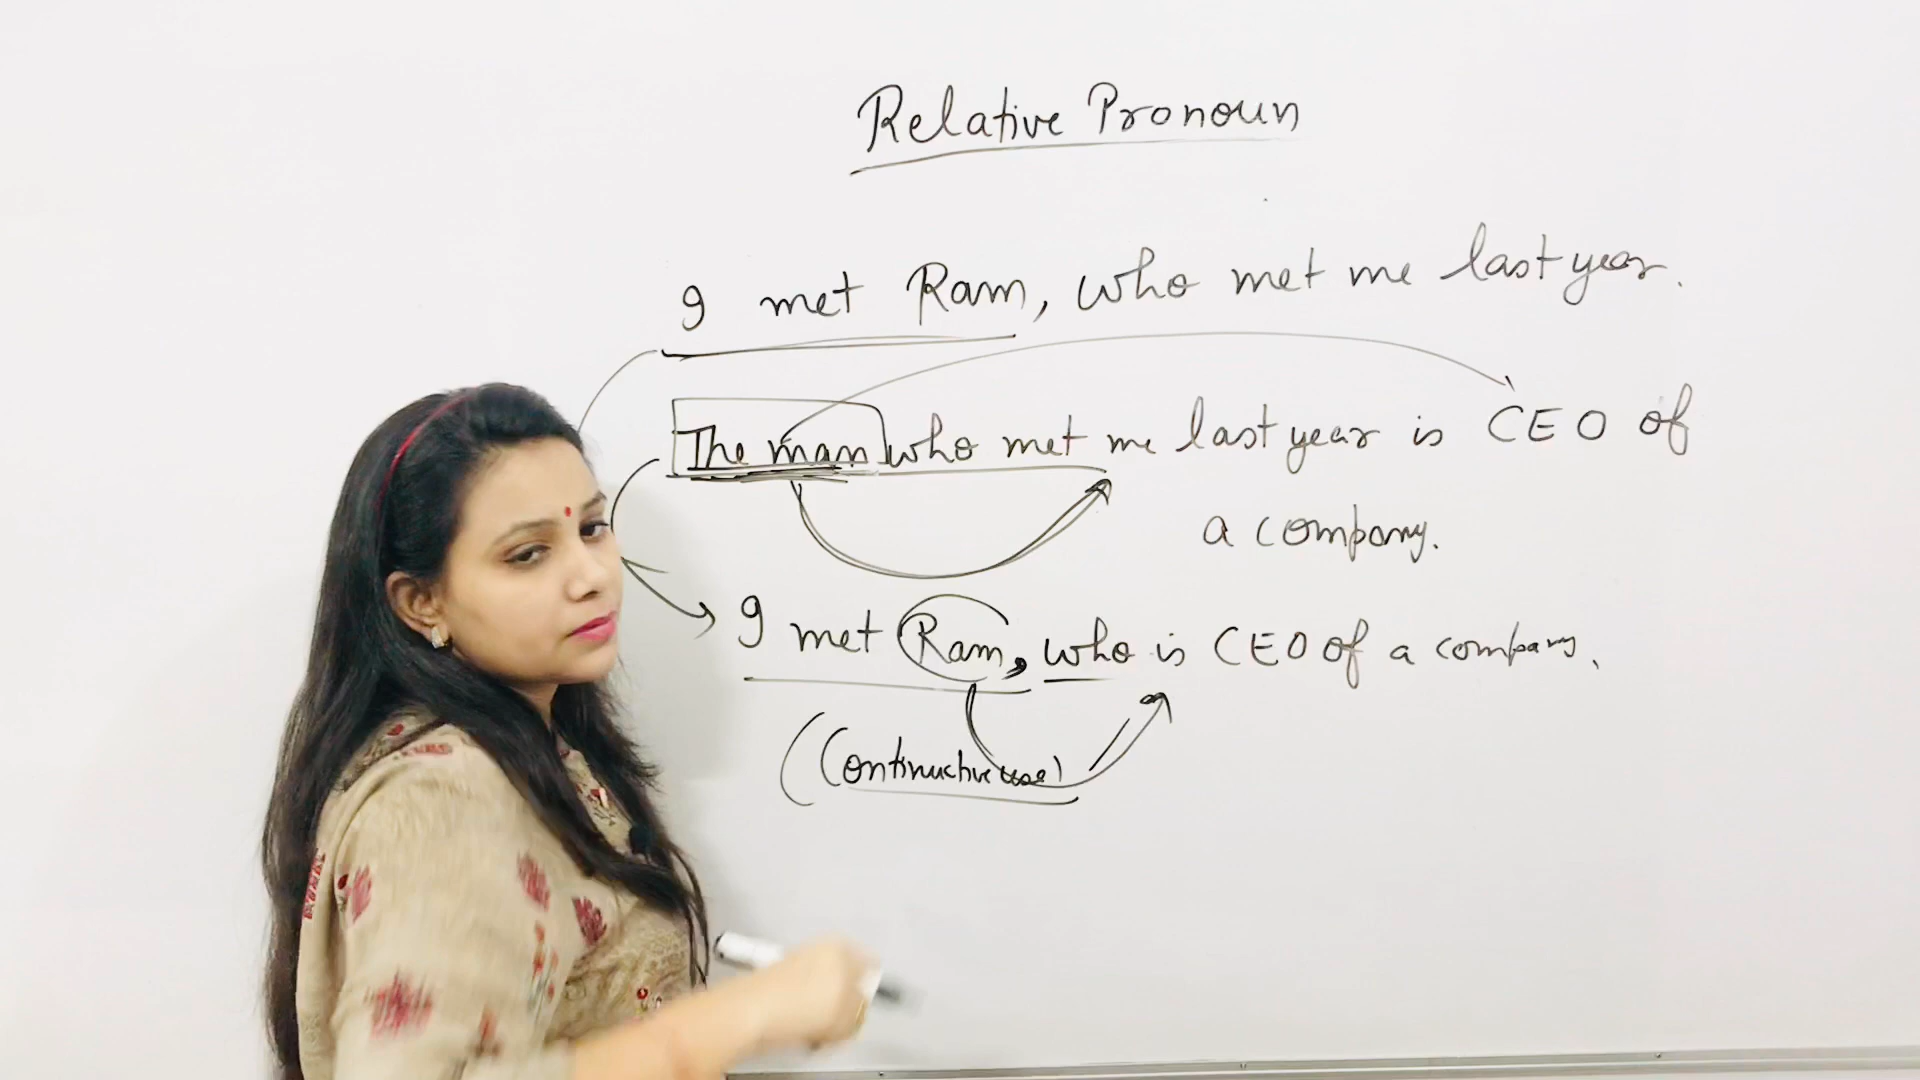 Relative Pronoun
I met Ram, who met me last year.
The man who met me last year is CEO of
a company.
I met Ram, who is CEO of a company.
(Continuctive use)